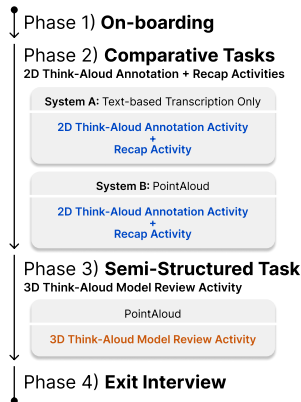 Phase 1) On-boarding
Phase 2) Comparative Tasks
2D Think-Aloud Annotation + Recap Activities
System A: Text-based Transcription Only
2D Think-Aloud Annotation Activity
+
Recap Activity
System B: PointAloud
2D Think-Aloud Annotation Activity
+
Recap Activity
Phase 3) Semi-Structured Task
3D Think-Aloud Model Review Activity
PointAloud
3D Think-Aloud Model Review Activity
Phase 4) Exit Interview